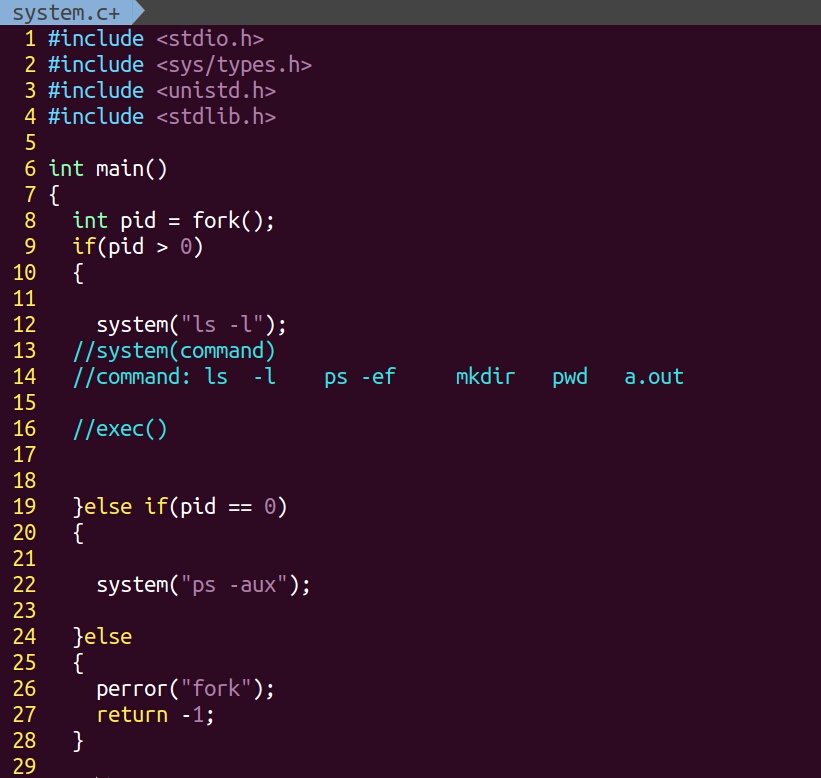 system.c+
1 #include <stdio.h>
2 #include <sys/types.h>
3 #include <unistd.h>
4 #include <stdlib.h>
5
6 int main()
7 {
8   int pid = fork();
9   if(pid > 0)
10   {
11
12     system("ls -l");
13   //system(command)
14   //command: ls  -l    ps -ef     mkdir   pwd   a.out
15
16   //exec()
17
18
19   }else if(pid == 0)
20   {
21
22     system("ps -aux");
23
24   }else
25   {
26     perror("fork");
27     return -1;
28   }
29